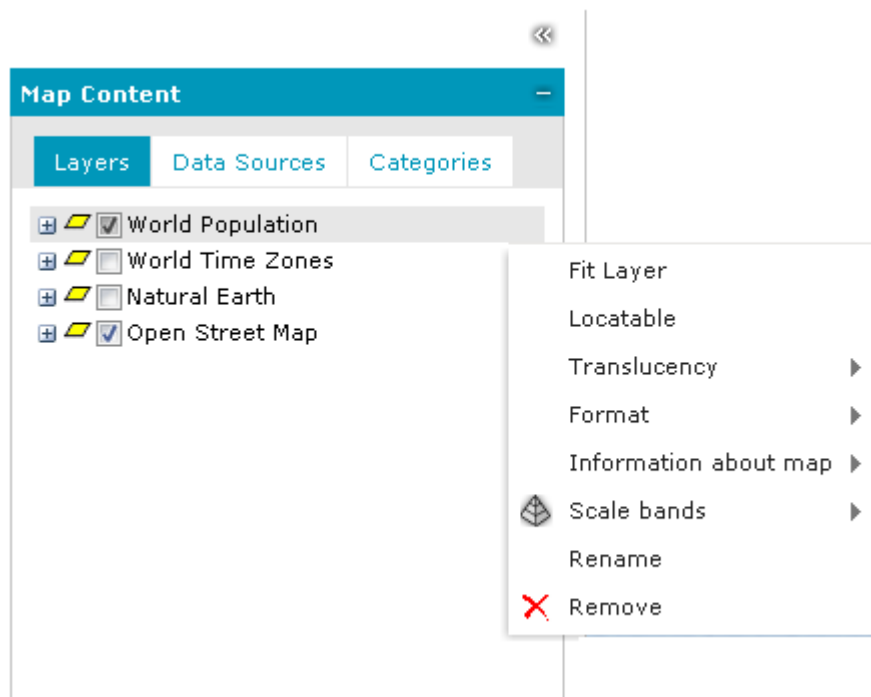 Map Content
Layers Data Sources Categories
World Population
World Time Zones
Natural Earth
Open Street Map
Fit Layer
Locatable
Translucency
Format
Information about map
Scale bands
Rename
Remove